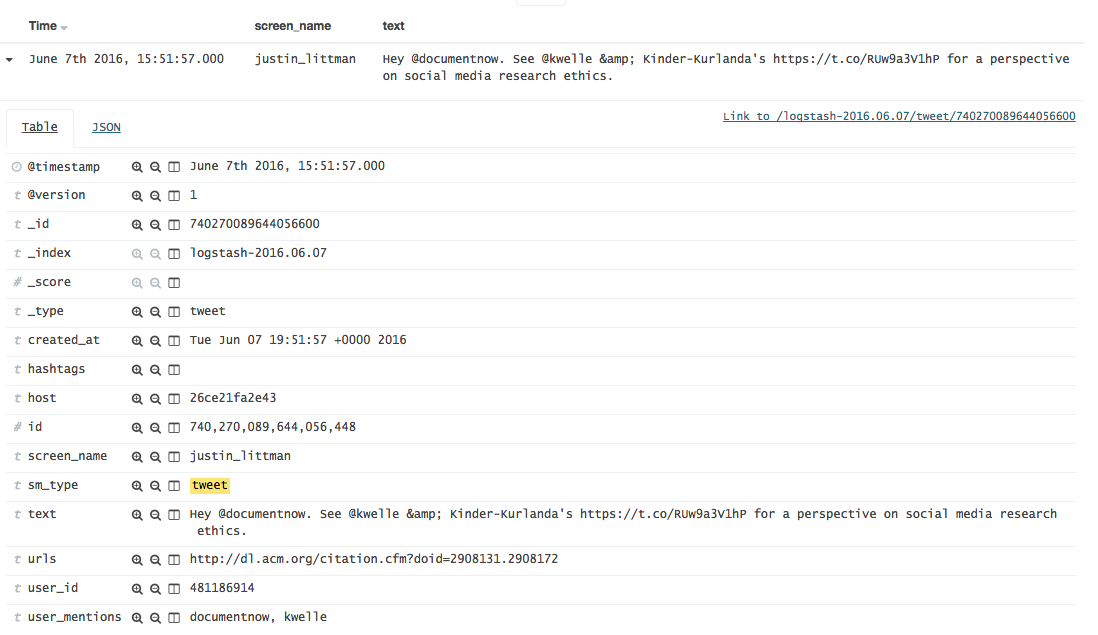 Time screen_name text
June 7th 2016, 15:51:57.000 justin_littman Hey @documentnow. See @kwelle &amp; Kinder-Kurlanda's https://t.co/RUw9a3V1hP for a perspective
on social media research ethics.
Table JSON Link to /logstash-2016.06.07/tweet/740270089644056600
@timestamp June 7th 2016, 15:51:57.000
t @version 1
t _id 740270089644056600
t _index logstash-2016.06.07
# _score
t _type tweet
t created_at Tue Jun 07 19:51:57 +0000 2016
t hashtags
t host 26ce21fa2e43
# id 740,270,089,644,056,448
t screen_name justin_littman
t sm_type tweet
t text Hey @documentnow. See @kwelle &amp; Kinder-Kurlanda's https://t.co/RUw9a3V1hP for a perspective on social media research
ethics.
t urls http://dl.acm.org/citation.cfm?doid=2908131.2908172
t user_id 481186914
t user_mentions documentnow, kwelle